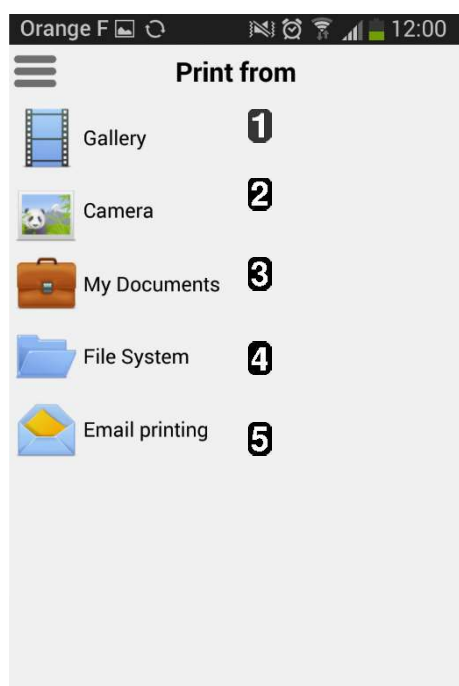 Orange F 12:00
Print from
Gallery 1
Camera 2
My Documents 3
File System 4
Email printing 5